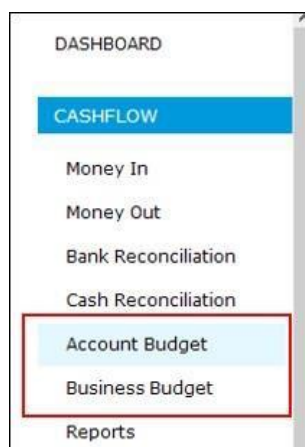 DASHBOARD
CASHFLOW
Money In
Money Out
Bank Reconciliation
Cash Reconciliation
Account Budget
Business Budget
Reports